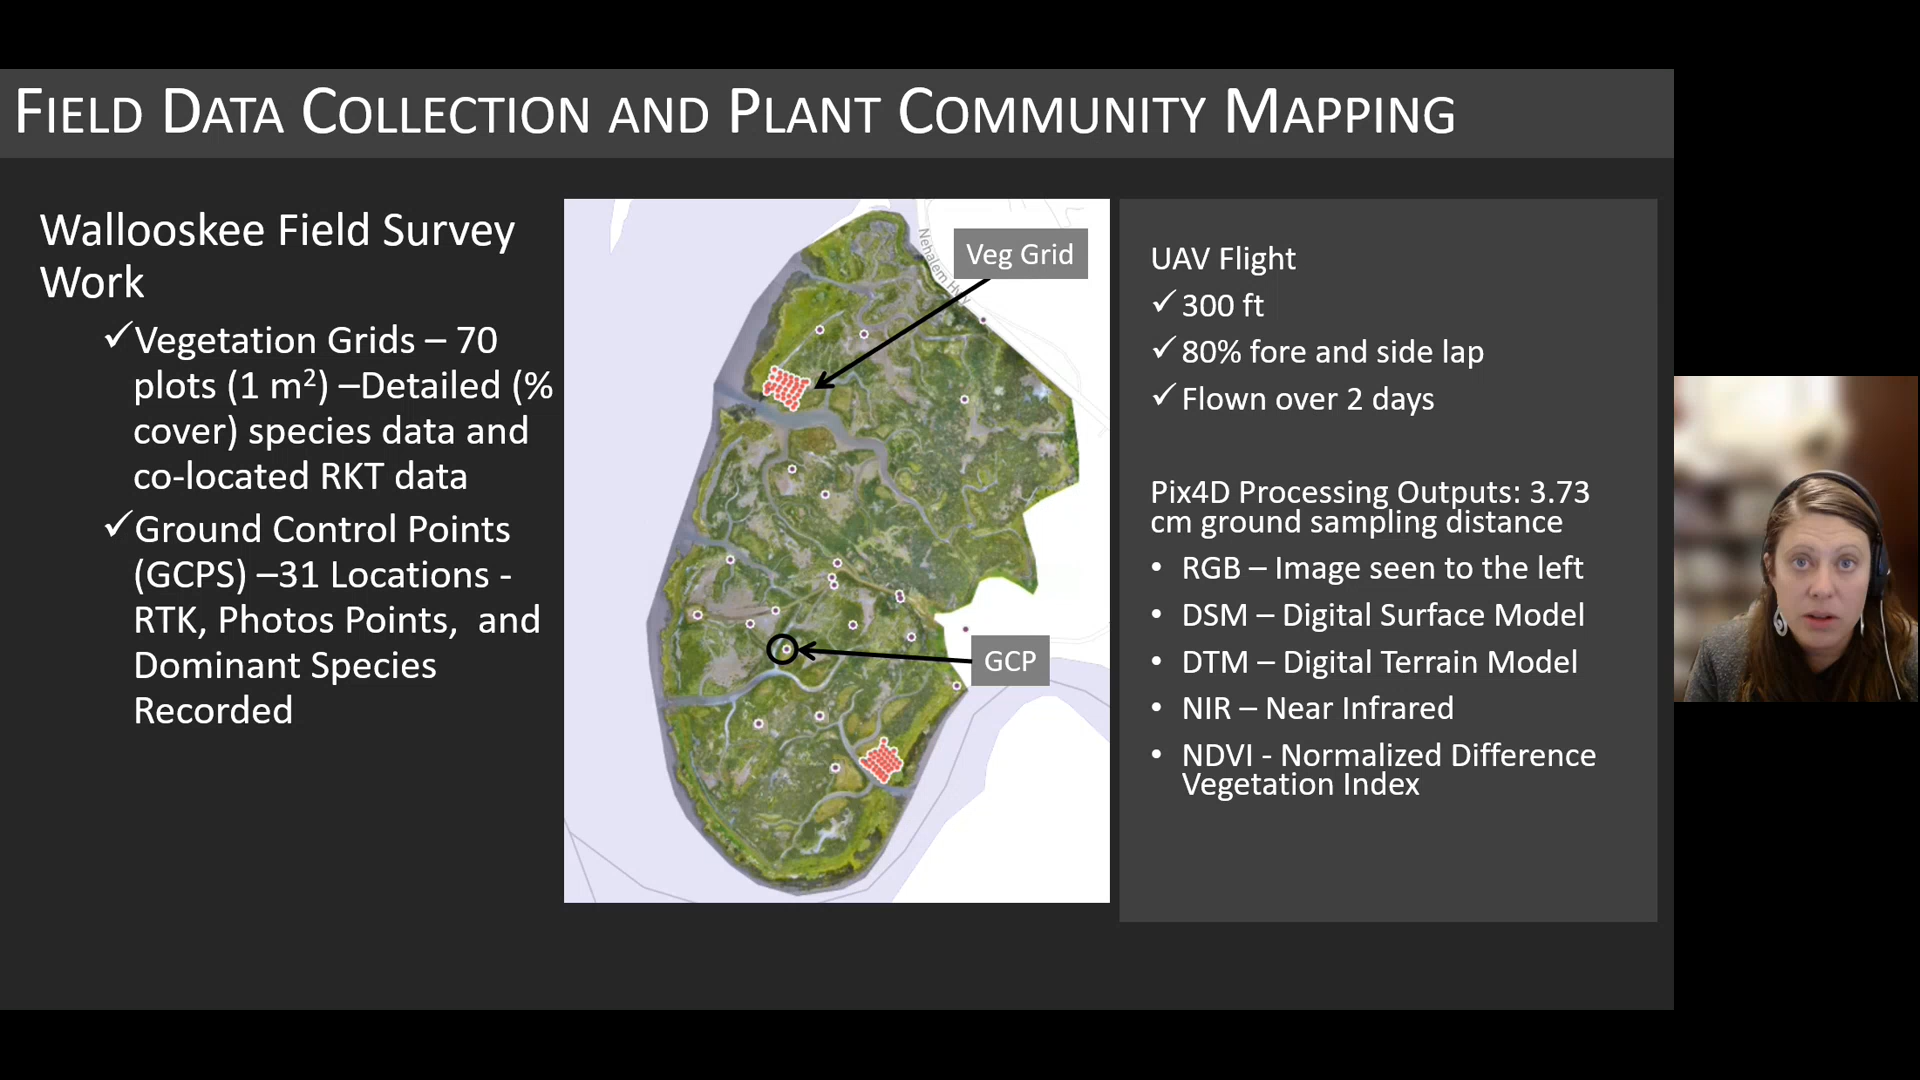 FIELD DATA COLLECTION AND PLANT COMMUNITY MAPPING
Wallooskee Field Survey
Work
✓Vegetation Grids – 70
plots (1 m²) –Detailed (%
cover) species data and
co-located RKT data
✓Ground Control Points
(GCPS) –31 Locations -
RTK, Photos Points, and
Dominant Species
Recorded
Nehalem Hwy
Veg Grid
GCP
UAV Flight
✓300 ft
✓80% fore and side lap
✓Flown over 2 days
Pix4D Processing Outputs: 3.73
cm ground sampling distance
• RGB – Image seen to the left
• DSM – Digital Surface Model
• DTM – Digital Terrain Model
• NIR – Near Infrared
• NDVI - Normalized Difference
Vegetation Index